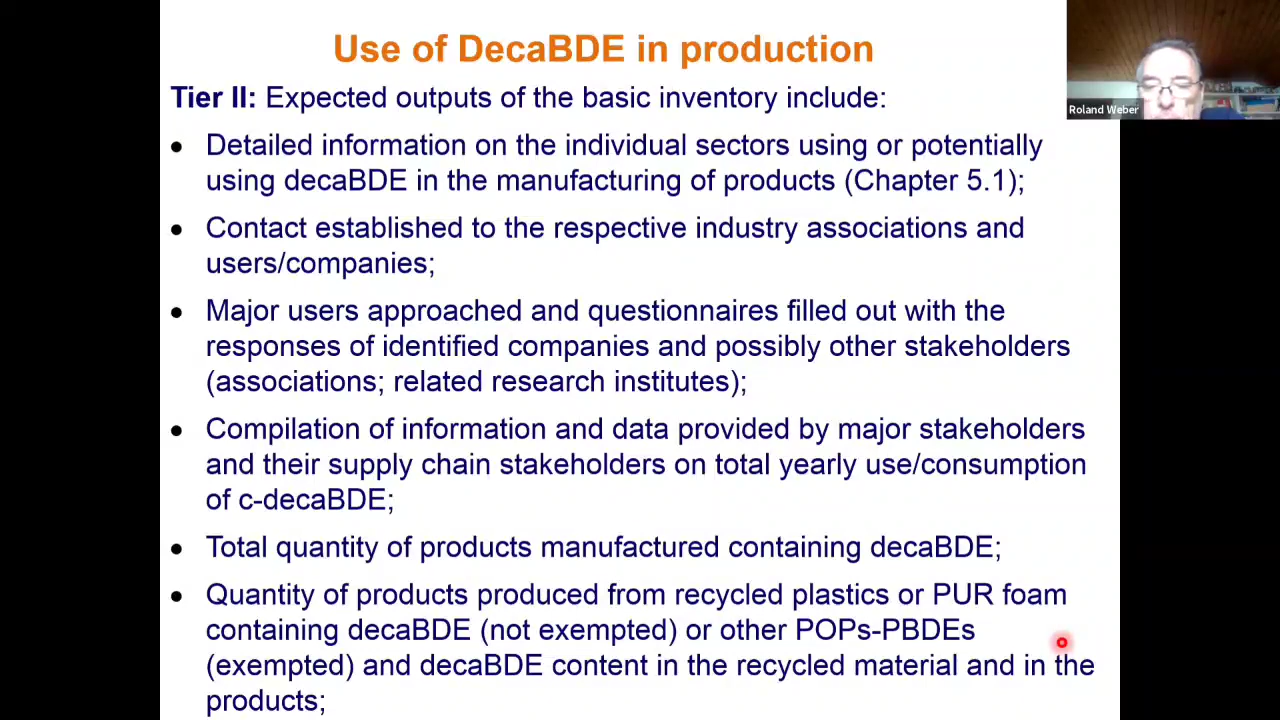 Use of DecaBDE in production
Roland Weber
Tier II: Expected outputs of the basic inventory include:
• Detailed information on the individual sectors using or potentially
using decaBDE in the manufacturing of products (Chapter 5.1);
• Contact established to the respective industry associations and
users/companies;
• Major users approached and questionnaires filled out with the
responses of identified companies and possibly other stakeholders
(associations; related research institutes);
• Compilation of information and data provided by major stakeholders
and their supply chain stakeholders on total yearly use/consumption
of c-decaBDE;
• Total quantity of products manufactured containing decaBDE;
• Quantity of products produced from recycled plastics or PUR foam
containing decaBDE (not exempted) or other POPs-PBDEs
(exempted) and decaBDE content in the recycled material and in the
products;